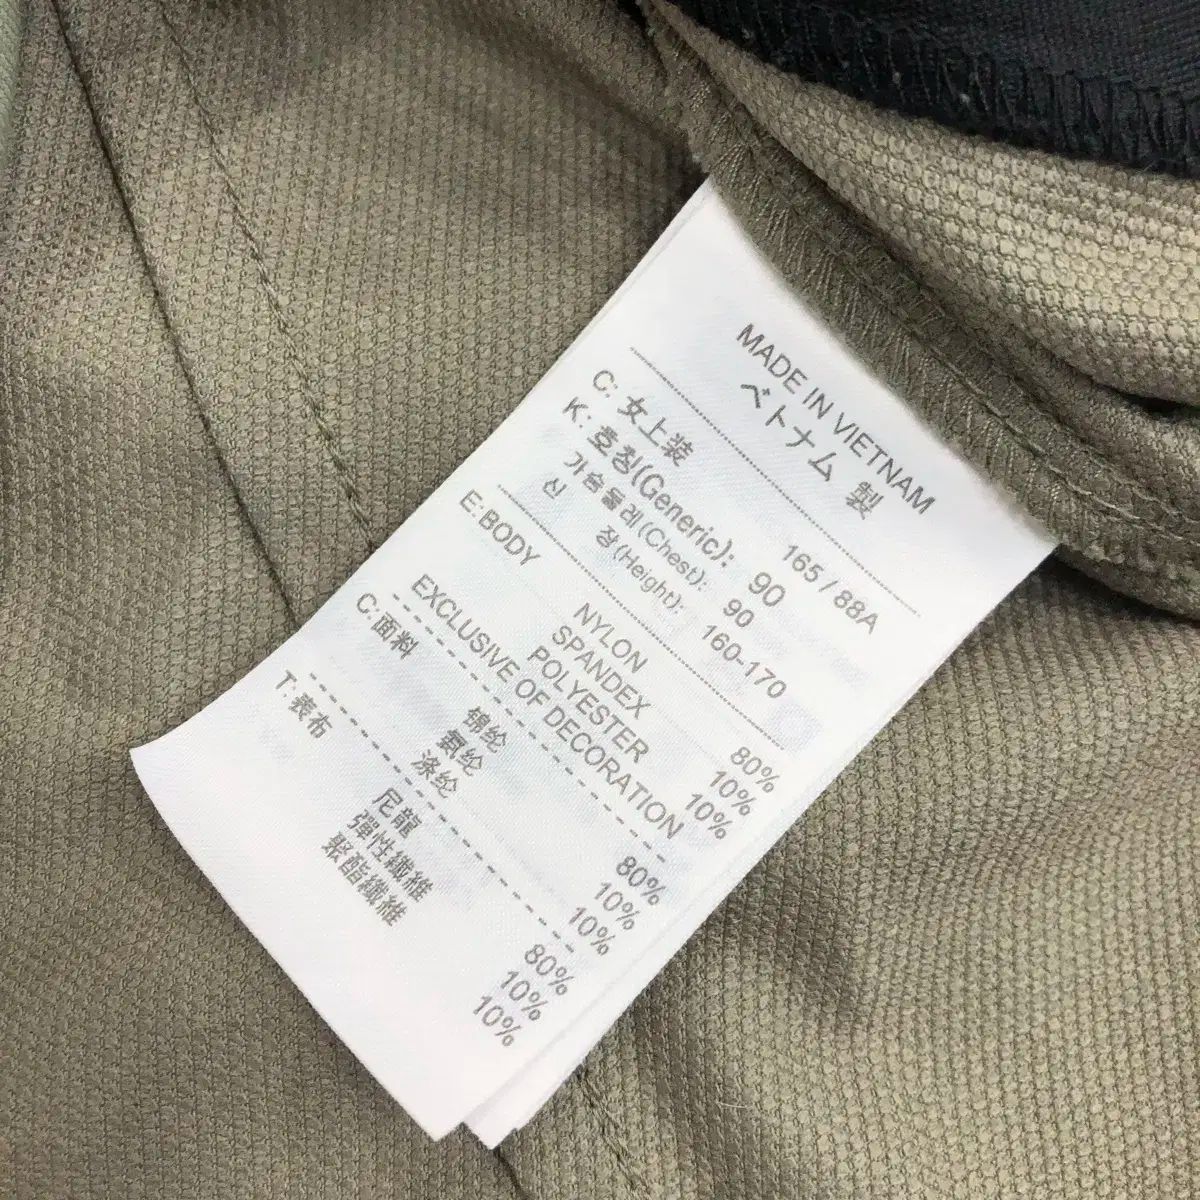 MADE IN VIETNAM
ベトナム 製
C: 女上装 165 / 88A
K: 호칭(Generic): 90
가슴둘레(Chest): 90
신 장(Height): 160-170
E:BODY
NYLON 80%
SPANDEX 10%
POLYESTER 10%
EXCLUSIVE OF DECORATION
C:面料
锦纶 80%
氨纶 10%
涤纶 10%
T:表布
尼龍 80%
彈性纖維 10%
聚酯纖維 10%